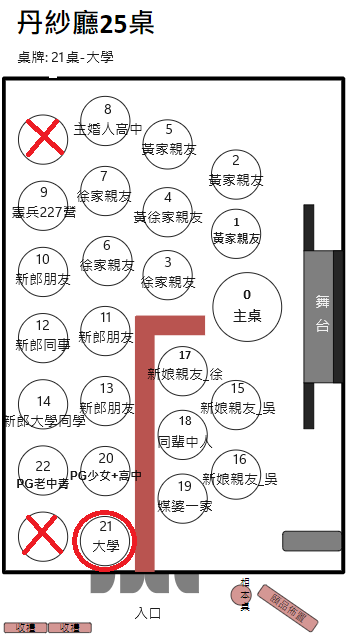 丹紗廳25桌
桌牌: 21桌-大學
8
主婚人高中
5
黃家親友
2
黃家親友
7
徐家親友
9
憲兵227營
4
黃徐家親友
1
黃家親友
6
徐家親友
10
新郎朋友
3
徐家親友
0
主桌
舞台
11
新郎朋友
12
新郎同事
17
新娘親友_徐
13
新郎朋友
14
新郎大學同學
15
新娘親友_吳
18
同輩中人
20
PG少女+高中
22
PG老中青
16
新娘親友_吳
19
媒婆一家
21
大學
入口
相本桌
收禮
收禮